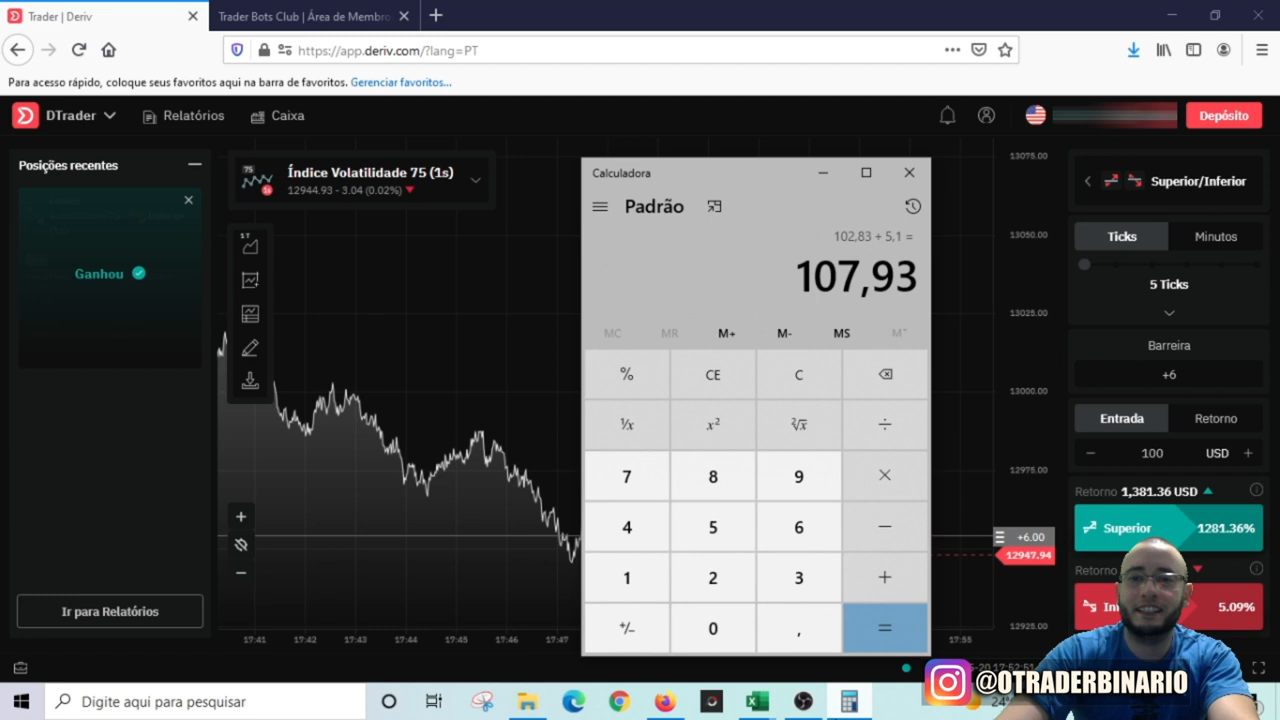 Trader | Deriv
Trader Bots Club | Área de Membro
https://app.deriv.com/?lang=PT
Para acesso rápido, coloque seus favoritos aqui na barra de favoritos. Gerenciar favoritos...
DTrader
Relatórios
Caixa
Depósito
Posições recentes
Ganhou
Ir para Relatórios
75
1s
Índice Volatilidade 75 (1s)
12944.93 - 3.04 (0.02%)
1T
13075.00
13050.00
13025.00
13000.00
12975.00
+6.00
12947.94
12925.00
17:41
17:42
17:43
17:44
17:45
17:46
17:47
17:55
Calculadora
Padrão
102,83 + 5,1 =
107,93
MC MR M+ M- MS M˅
% CE C
¹/x x² ²√x ÷
7 8 9 ×
4 5 6 −
1 2 3 +
+/− 0 , =
Superior/Inferior
Ticks Minutos
5 Ticks
Barreira
+6
Entrada Retorno
− 100 USD +
Retorno 1,381.36 USD
Superior 1281.36%
Retorno
5.09%
@OTRADERBINARIO
Digite aqui para pesquisar